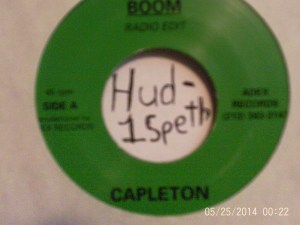 BOOM
RADIO EDIT
45 rpm
SIDE A
ADEX
RECORDS
Hud-
1Speth
CAPLETON
05/25/2014 00:22